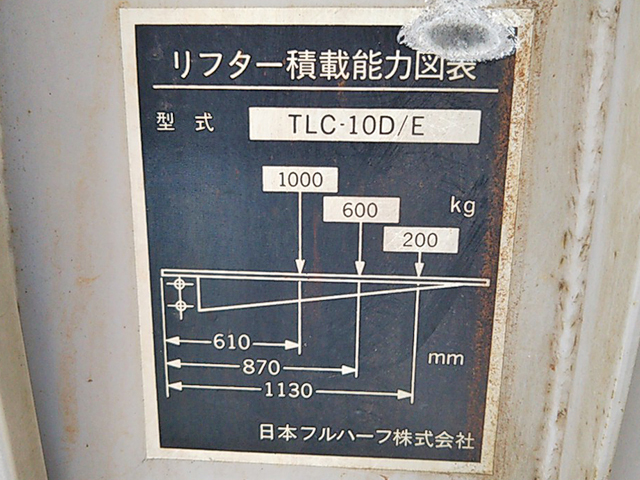 リフター積載能力図表
型式 TLC-10D/E
1000
600 kg
200
610
870 mm
1130
日本フルハーフ株式会社